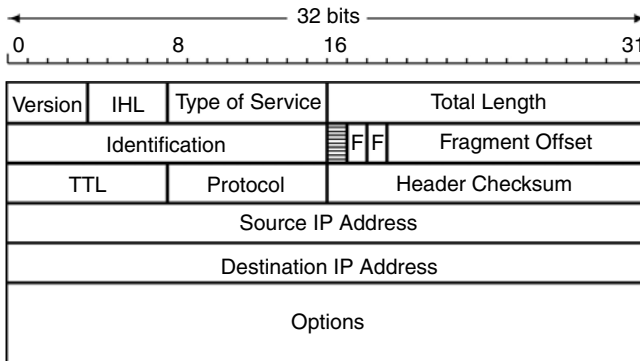 32 bits
0 8 16 31
Version IHL Type of Service Total Length
Identification F F Fragment Offset
TTL Protocol Header Checksum
Source IP Address
Destination IP Address
Options